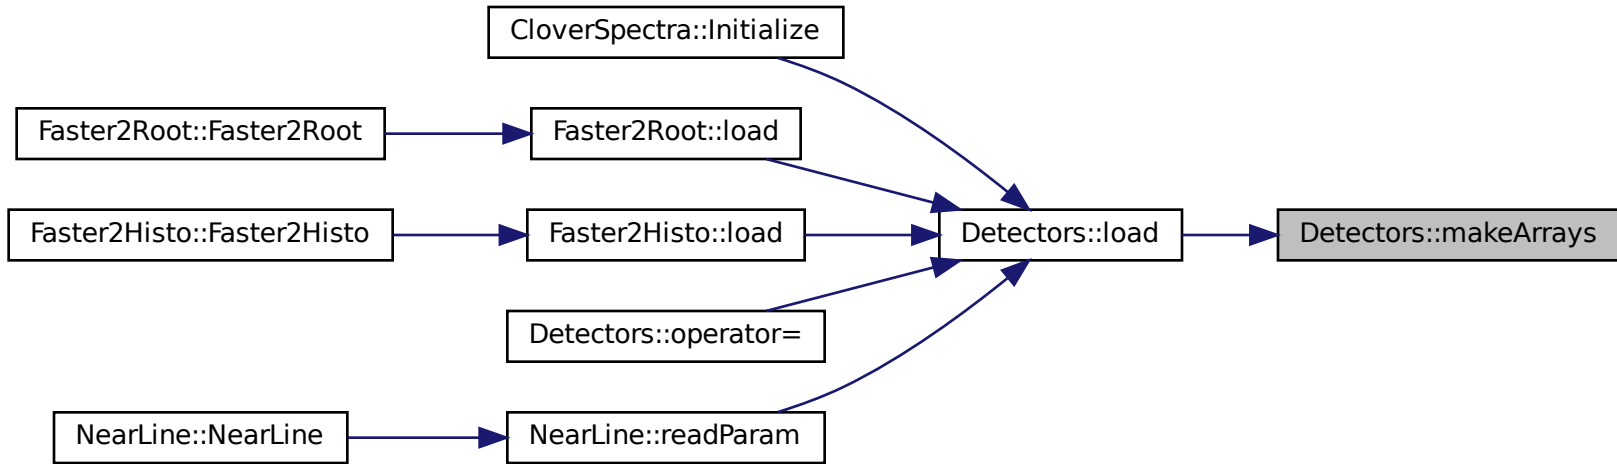 CloverSpectra::Initialize
Faster2Root::Faster2Root
Faster2Root::load
Faster2Histo::Faster2Histo
Faster2Histo::load
Detectors::load
Detectors::makeArrays
Detectors::operator=
NearLine::NearLine
NearLine::readParam